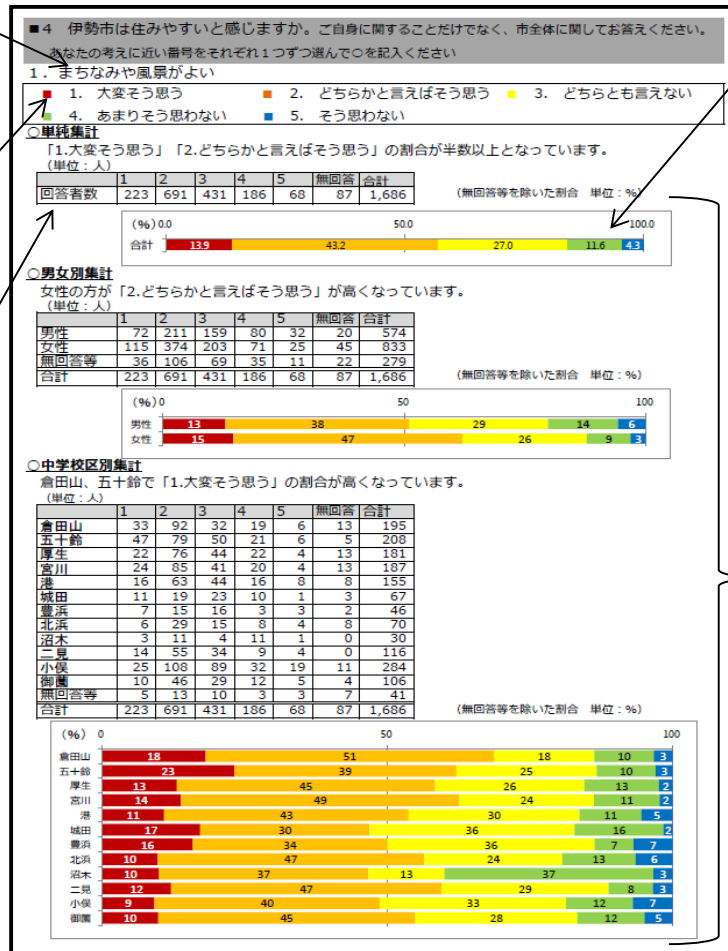 ■4　伊勢市は住みやすいと感じますか。ご自身に関することだけでなく、市全体に関してお答えください。
あなたの考えに近い番号をそれぞれ１つずつ選んで○を記入ください
１．まちなみや風景がよい
■ 1. 大変そう思う ■ 2. どちらかと言えばそう思う ■ 3. どちらとも言えない
■ 4. あまりそう思わない ■ 5. そう思わない
○単純集計
「1.大変そう思う」「2.どちらかと言えばそう思う」の割合が半数以上となっています。
（単位：人）
1 2 3 4 5 無回答 合計
回答者数 223 691 431 186 68 87 1,686 （無回答等を除いた割合　単位：%）
(%) 0.0 50.0 100.0
合計 13.9 43.2 27.0 11.6 4.3
○男女別集計
女性の方が「2.どちらかと言えばそう思う」が高くなっています。
（単位：人）
1 2 3 4 5 無回答 合計
男性 72 211 159 80 32 20 574
女性 115 374 203 71 25 45 833
無回答等 36 106 69 35 11 22 279
合計 223 691 431 186 68 87 1,686 （無回答等を除いた割合　単位：%）
(%) 0 50 100
男性 13 38 29 14 6
女性 15 47 26 9 3
○中学校区別集計
倉田山、五十鈴で「1.大変そう思う」の割合が高くなっています。
（単位：人）
1 2 3 4 5 無回答 合計
倉田山 33 92 32 19 6 13 195
五十鈴 47 79 50 21 6 5 208
厚生 22 76 44 22 4 13 181
宮川 24 85 41 20 4 13 187
港 16 63 44 16 8 8 155
城田 11 19 23 10 1 3 67
豊浜 7 15 16 3 3 2 46
北浜 6 29 15 8 4 8 70
沼木 3 11 4 11 1 0 30
二見 14 55 34 9 4 0 116
小俣 25 108 89 32 19 11 284
御薗 10 46 29 12 5 4 106
無回答等 5 13 10 3 3 7 41
合計 223 691 431 186 68 87 1,686 （無回答等を除いた割合　単位：%）
(%) 0 50 100
倉田山 18 51 18 10 3
五十鈴 23 39 25 10 3
厚生 13 45 26 13 2
宮川 14 49 24 11 2
港 11 43 30 11 5
城田 17 30 36 16 2
豊浜 16 34 36 7 7
北浜 10 47 24 13 6
沼木 10 37 13 37 3
二見 12 47 29 8 3
小俣 9 40 33 12 7
御薗 10 45 28 12 5